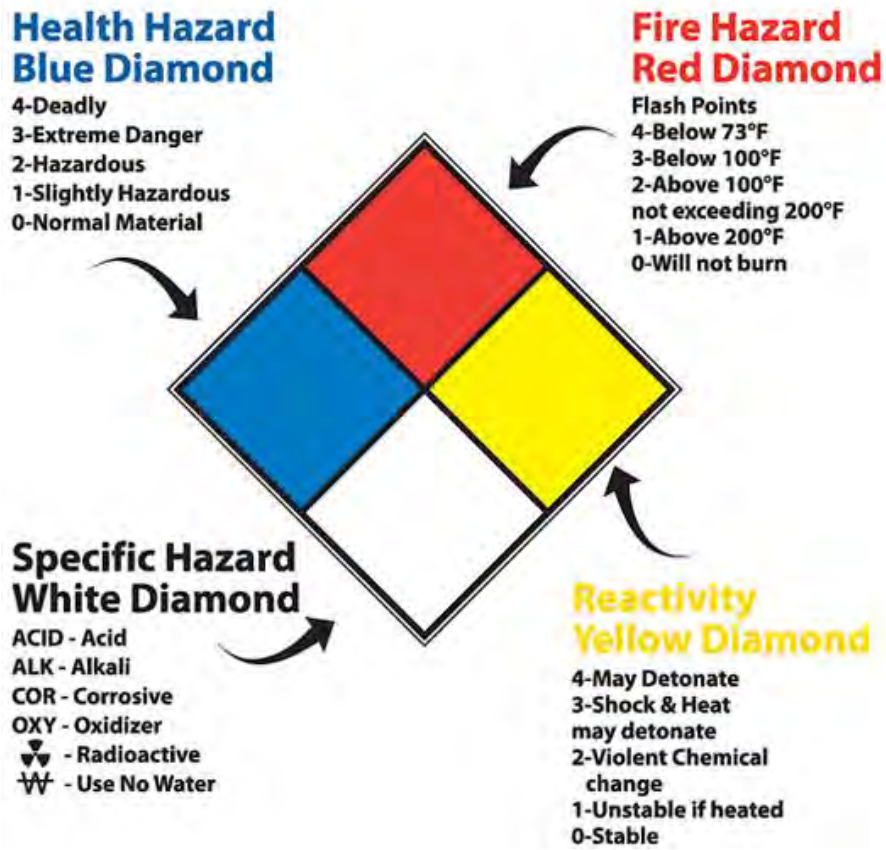 Health Hazard
Blue Diamond
4-Deadly
3-Extreme Danger
2-Hazardous
1-Slightly Hazardous
0-Normal Material
Fire Hazard
Red Diamond
Flash Points
4-Below 73°F
3-Below 100°F
2-Above 100°F
not exceeding 200°F
1-Above 200°F
0-Will not burn
Specific Hazard
White Diamond
ACID - Acid
ALK - Alkali
COR - Corrosive
OXY - Oxidizer
☢ - Radioactive
W̶ - Use No Water
Reactivity
Yellow Diamond
4-May Detonate
3-Shock & Heat
may detonate
2-Violent Chemical
change
1-Unstable if heated
0-Stable